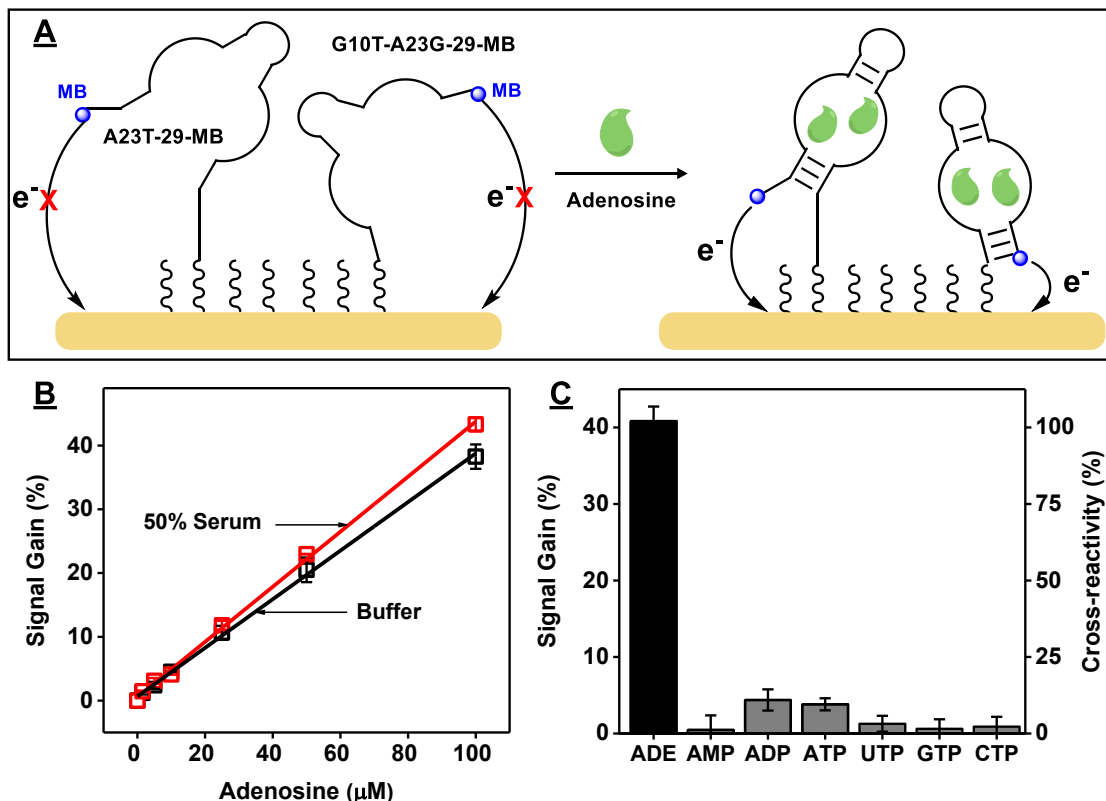 A
G10T-A23G-29-MB
MB
MB
A23T-29-MB
e-
e-
Adenosine
e-
e-
B
Signal Gain (%)
40
30
20
10
0
50% Serum
Buffer
0 20 40 60 80 100
Adenosine (μM)
C
Signal Gain (%)
40
30
20
10
0
100
75
50
25
0
Cross-reactivity (%)
ADE AMP ADP ATP UTP GTP CTP